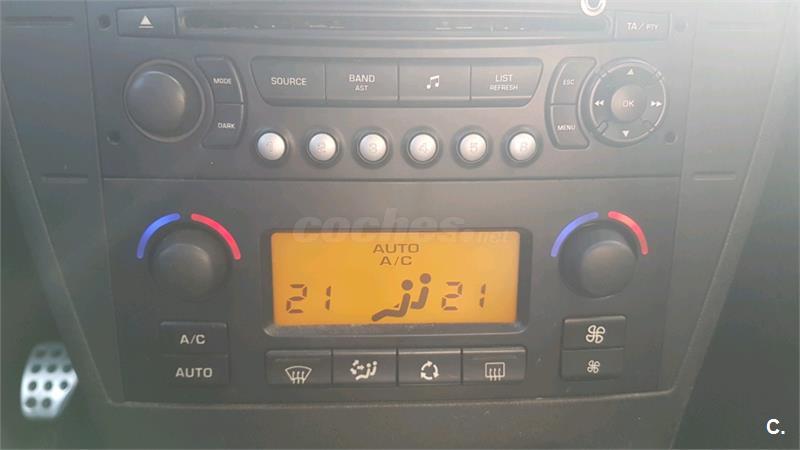 TA/PTY
MODE
SOURCE
BAND
AST
LIST
REFRESH
ESC
OK
DARK
MENU
1 2 3 4 5 6
coches.net
AUTO
A/C
21 21
A/C
AUTO
C.